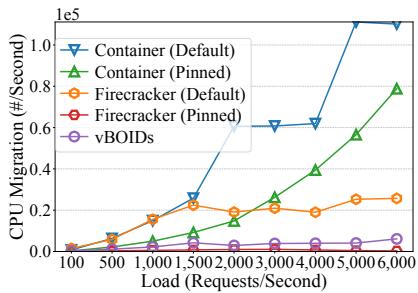 1e5
CPU Migration (#/Second)
1.0
0.8
0.6
0.4
0.2
0.0
Container (Default)
Container (Pinned)
Firecracker (Default)
Firecracker (Pinned)
vBOIDs
100 500 1,000 1,500 2,000 3,000 4,000 5,000 6,000
Load (Requests/Second)